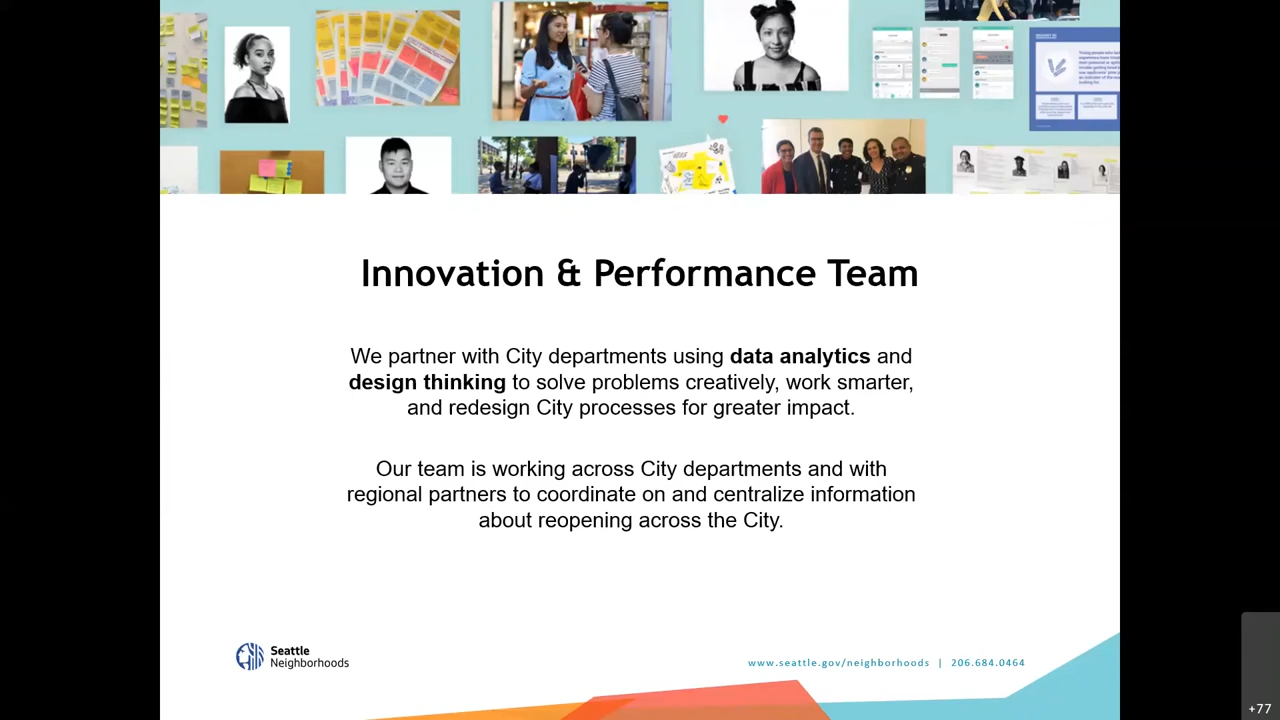 Innovation & Performance Team
We partner with City departments using data analytics and
design thinking to solve problems creatively, work smarter,
and redesign City processes for greater impact.
Our team is working across City departments and with
regional partners to coordinate on and centralize information
about reopening across the City.
Seattle
Neighborhoods
www.seattle.gov/neighborhoods | 206.684.0464
+77